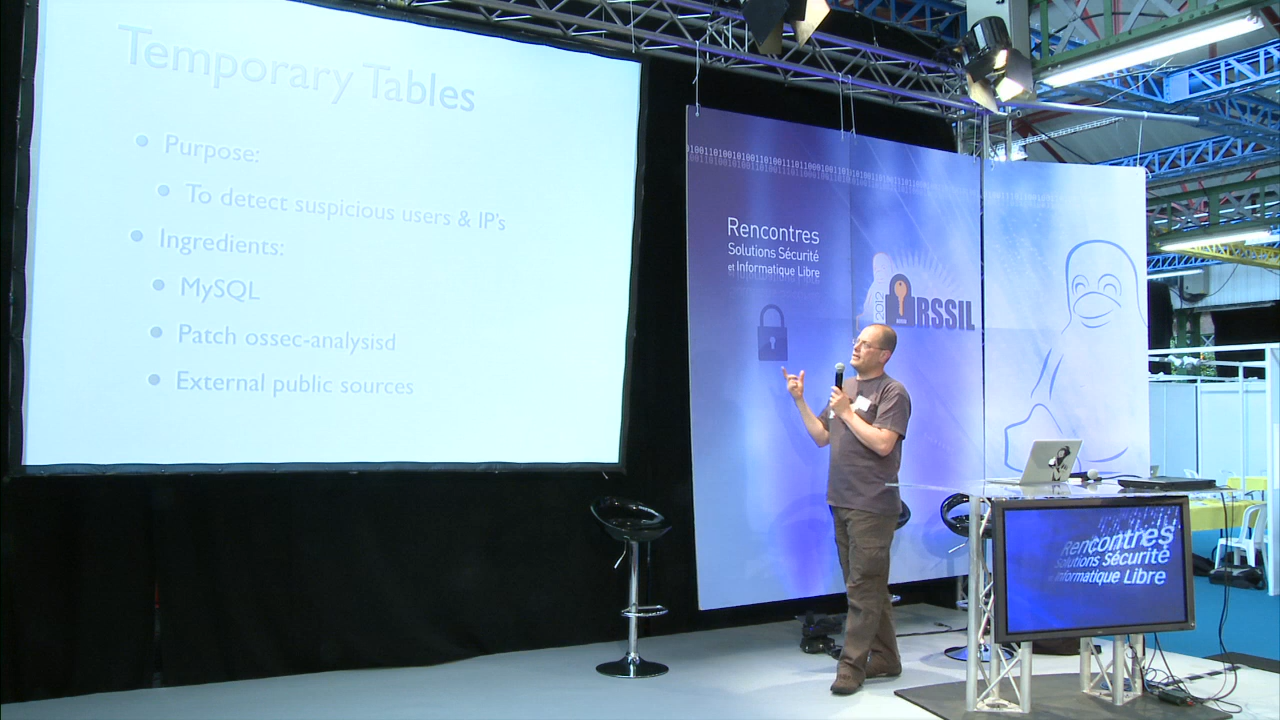 Temporary Tables
Purpose:
To detect suspicious users & IP's
Ingredients:
MySQL
Patch ossec-analysisd
External public sources
Rencontres
Solutions Sécurité
et Informatique Libre
2012
RSSIL
Rencontres
Solutions Sécurité
Informatique Libre